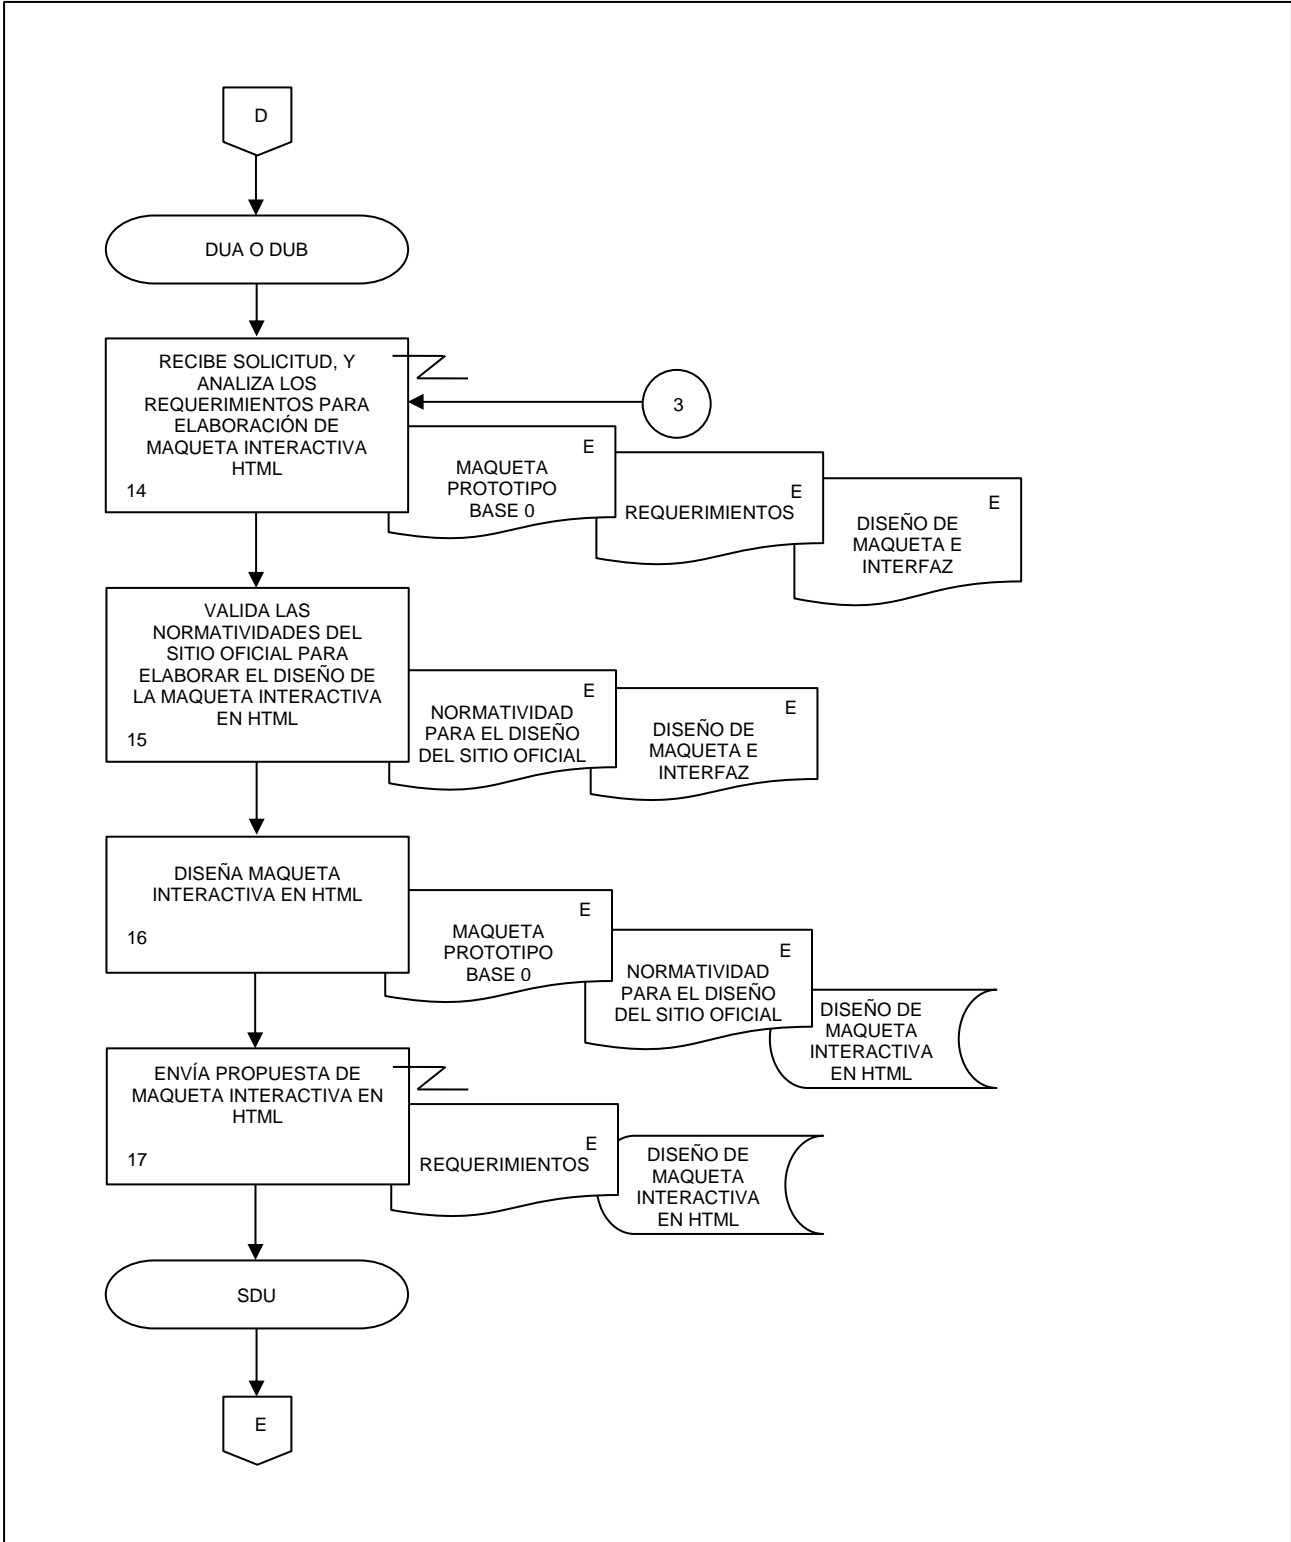 D
DUA O DUB
RECIBE SOLICITUD, Y
ANALIZA LOS
REQUERIMIENTOS PARA
ELABORACIÓN DE
MAQUETA INTERACTIVA
HTML
14
3
E
MAQUETA
PROTOTIPO
BASE 0
E
REQUERIMIENTOS
E
DISEÑO DE
MAQUETA E
INTERFAZ
VALIDA LAS
NORMATIVIDADES DEL
SITIO OFICIAL PARA
ELABORAR EL DISEÑO DE
LA MAQUETA INTERACTIVA
EN HTML
15
E
NORMATIVIDAD
PARA EL DISEÑO
DEL SITIO OFICIAL
E
DISEÑO DE
MAQUETA E
INTERFAZ
DISEÑA MAQUETA
INTERACTIVA EN HTML
16
E
MAQUETA
PROTOTIPO
BASE 0
E
NORMATIVIDAD
PARA EL DISEÑO
DEL SITIO OFICIAL
DISEÑO DE
MAQUETA
INTERACTIVA
EN HTML
ENVÍA PROPUESTA DE
MAQUETA INTERACTIVA EN
HTML
17
E
REQUERIMIENTOS
DISEÑO DE
MAQUETA
INTERACTIVA
EN HTML
SDU
E